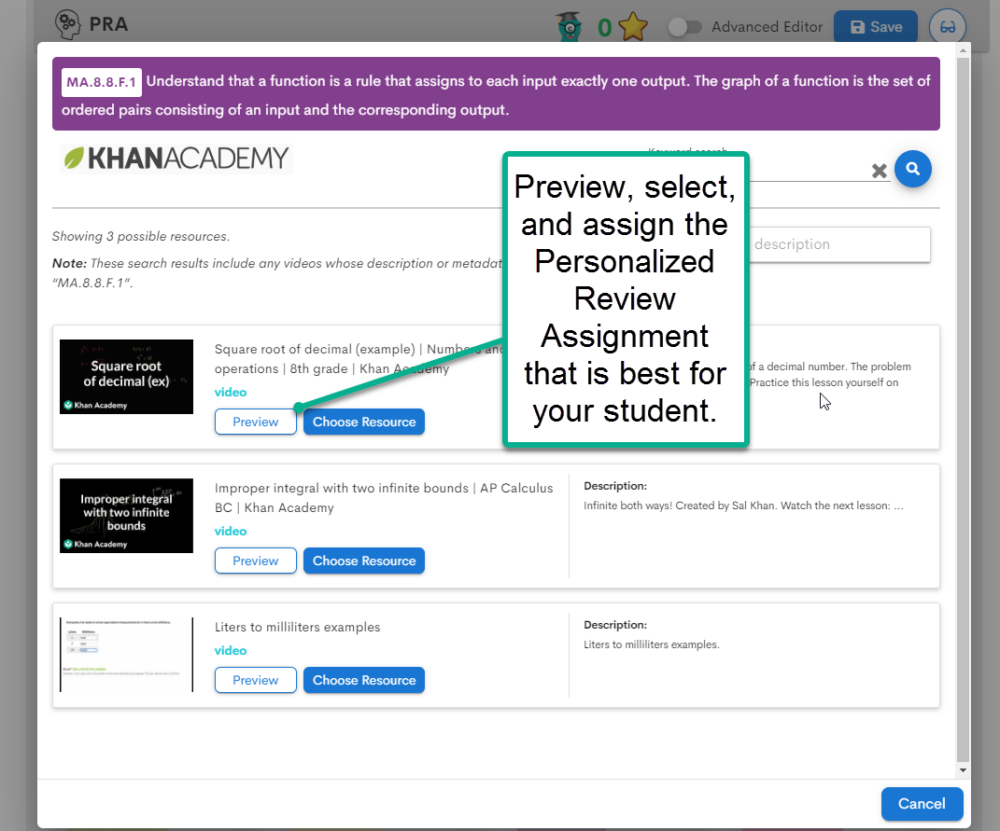 PRA
0
Advanced Editor
Save
MA.8.8.F.1 Understand that a function is a rule that assigns to each input exactly one output. The graph of a function is the set of
ordered pairs consisting of an input and the corresponding output.
KHANACADEMY
Keyword search
Preview, select,
and assign the
Personalized
Review
Assignment
that is best for
your student.
Showing 3 possible resources.
description
Note: These search results include any videos whose description or
"MA.8.8.F.1".
Square root
of decimal (ex)
Khan Academy
Square root of decimal (example) | Numbers and
operations | 8th grade | Khan Academy
video
Preview
Choose Resource
of a decimal number. The problem
Practice this lesson yourself on
Improper integral
with two infinite
bounds
Khan Academy
Improper integral with two infinite bounds | AP Calculus
BC | Khan Academy
video
Preview
Choose Resource
Description:
Infinite both ways! Created by Sal Khan. Watch the next lesson: ...
Liters to milliliters examples
video
Preview
Choose Resource
Description:
Liters to milliliters examples.
Cancel